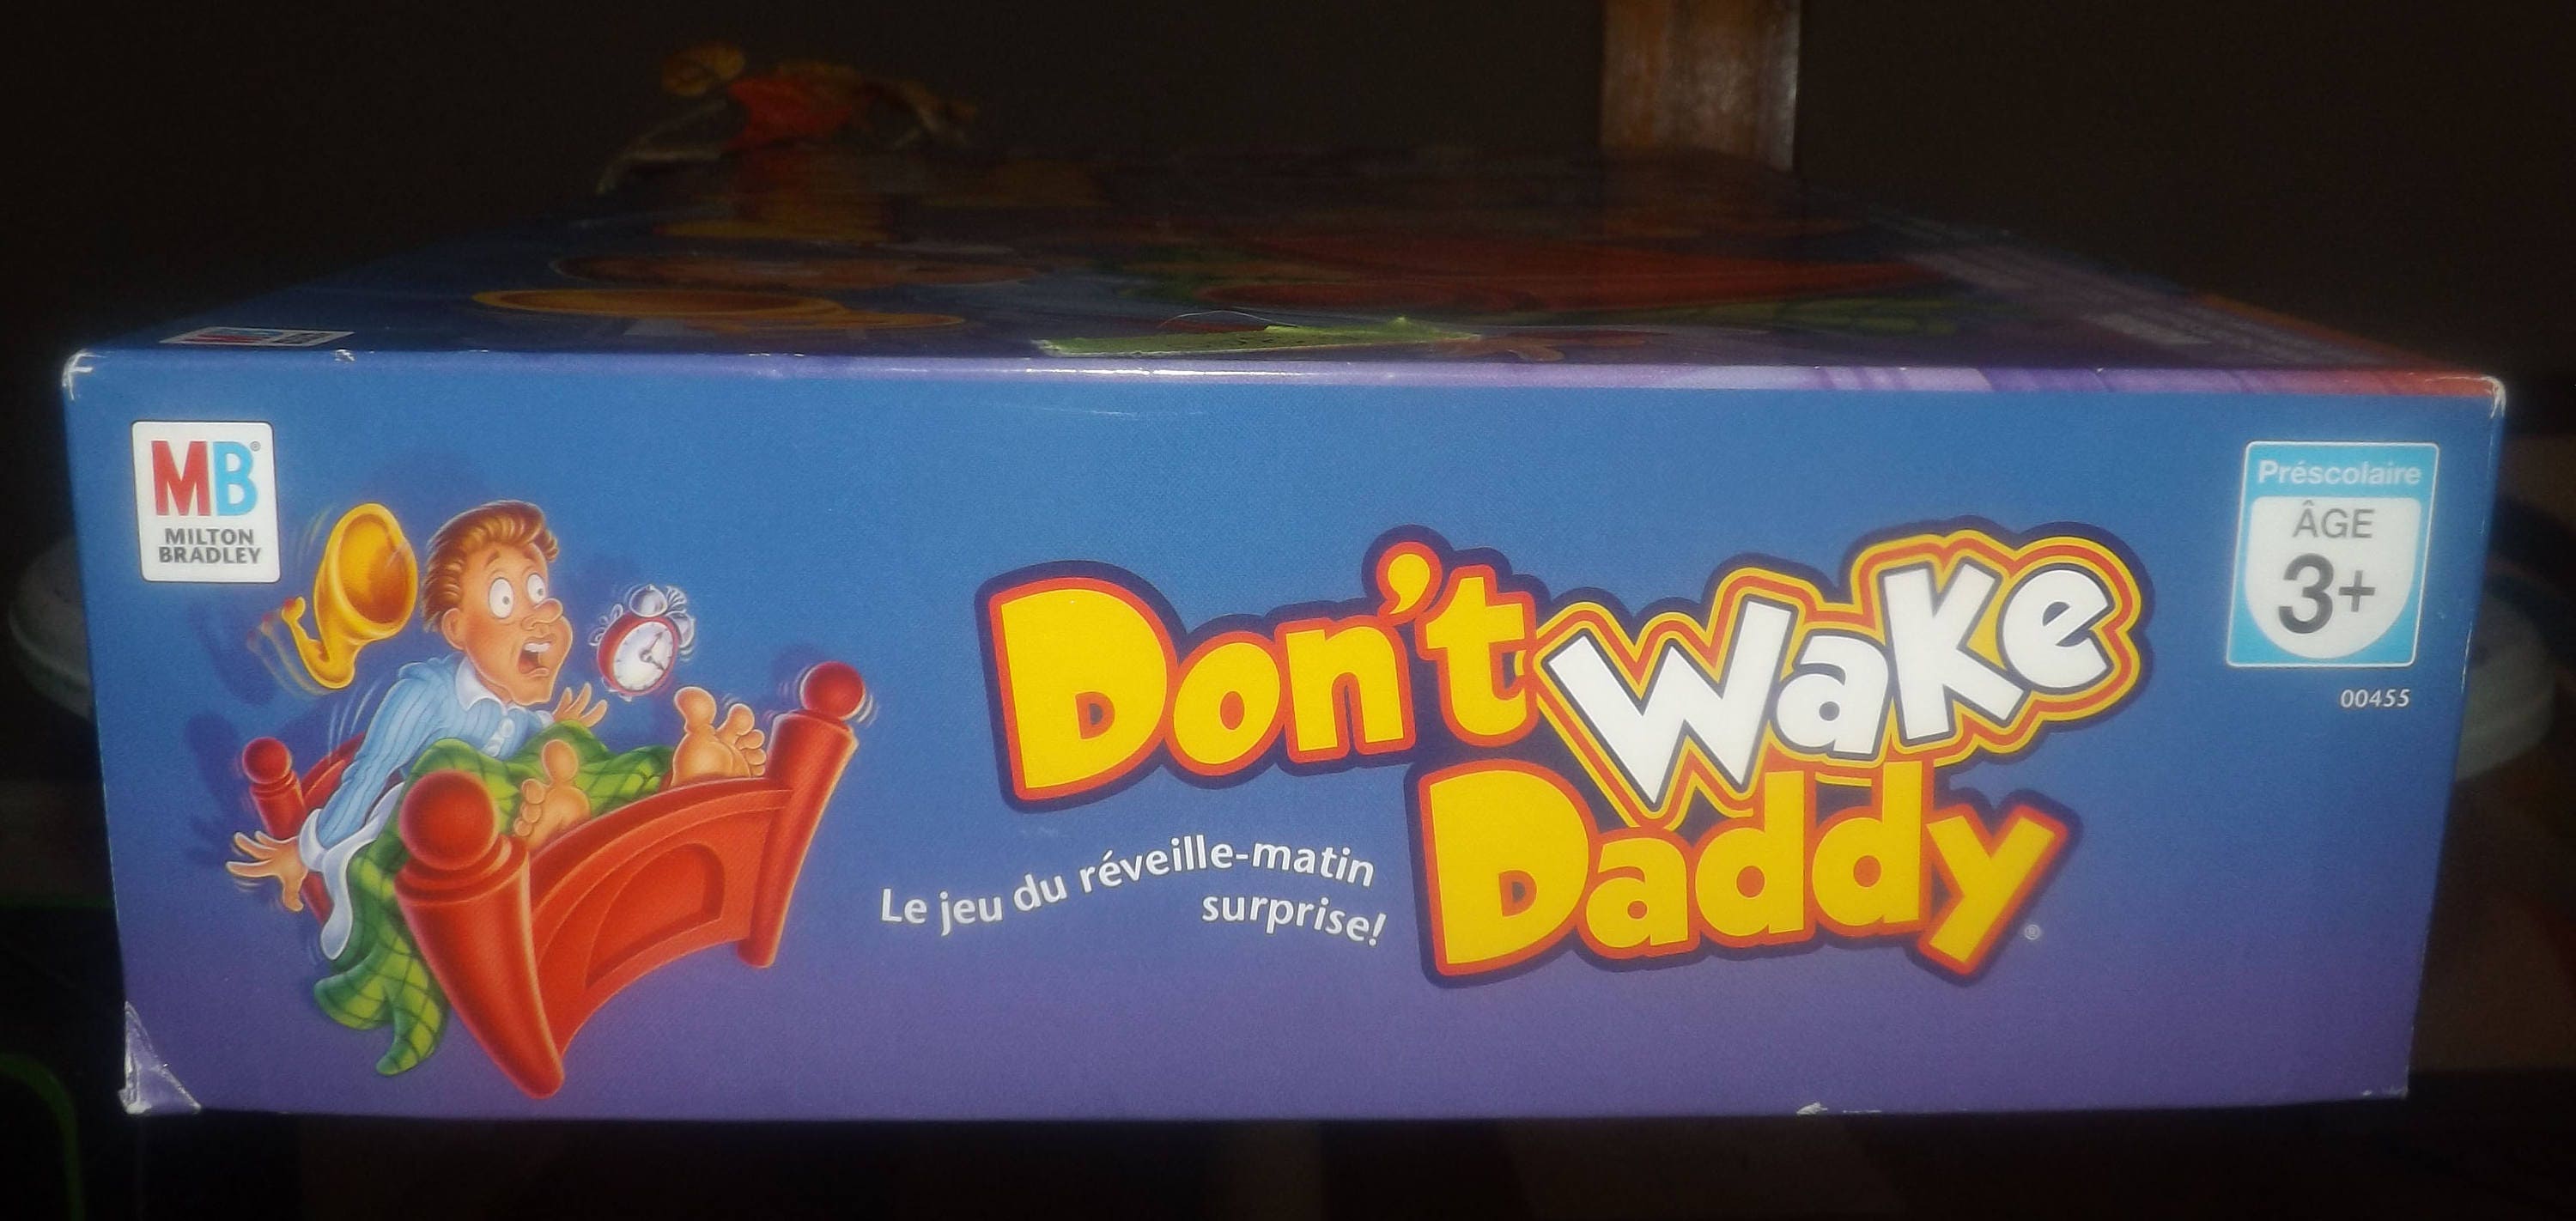 MB®
MILTON
BRADLEY
Don't Wake
Daddy®
Le jeu du réveille-matin
surprise!
Préscolaire
ÂGE
3+
00455